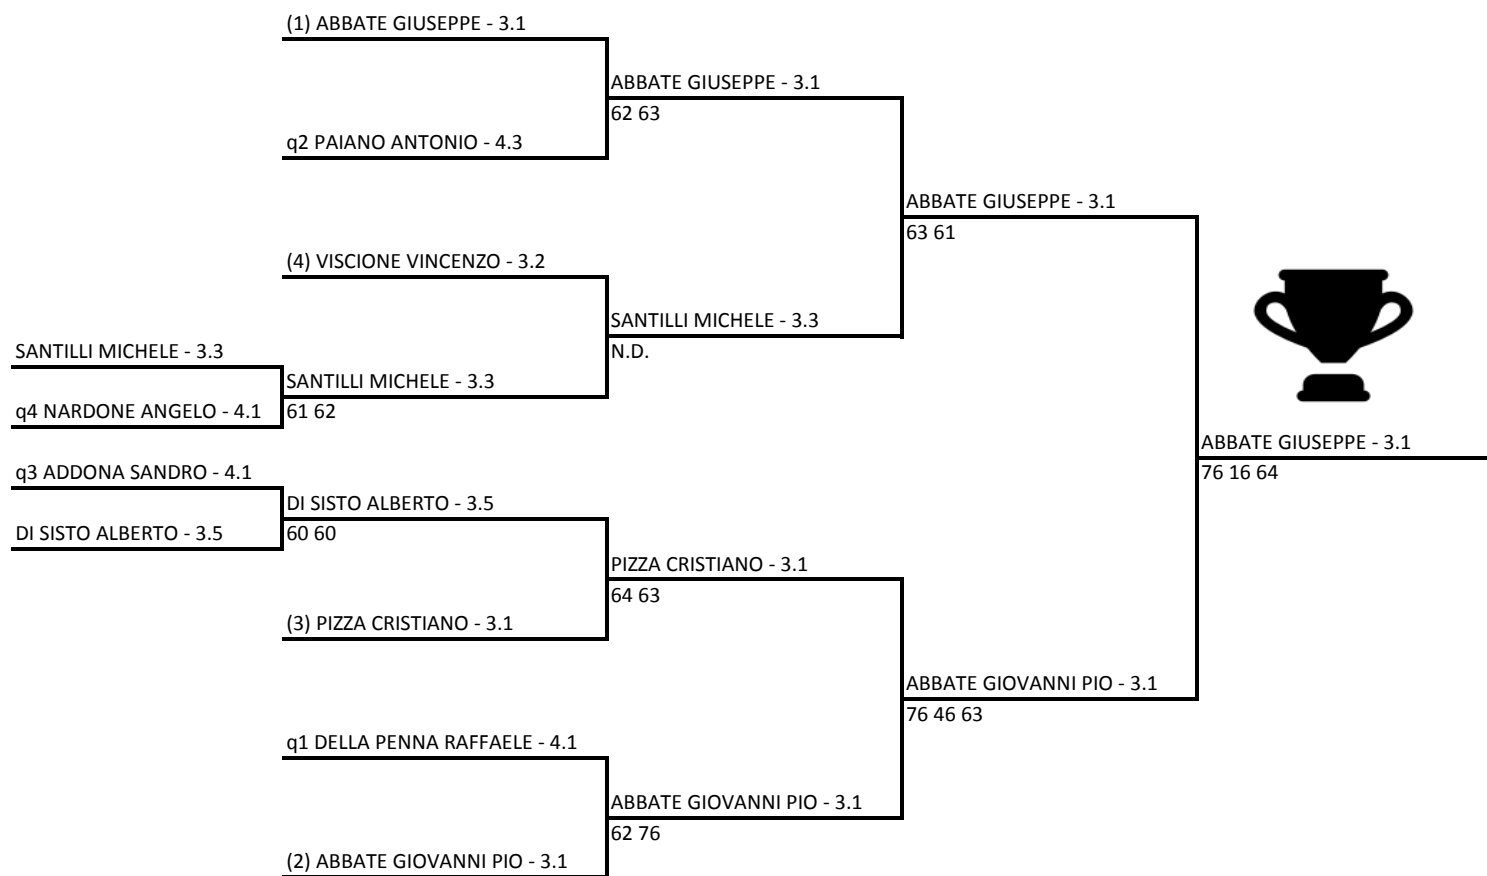 (1) ABBATE GIUSEPPE - 3.1
ABBATE GIUSEPPE - 3.1
62 63
q2 PAIANO ANTONIO - 4.3
ABBATE GIUSEPPE - 3.1
63 61
(4) VISCIONE VINCENZO - 3.2
SANTILLI MICHELE - 3.3
N.D.
SANTILLI MICHELE - 3.3
SANTILLI MICHELE - 3.3
61 62
q4 NARDONE ANGELO - 4.1
ABBATE GIUSEPPE - 3.1
76 16 64
q3 ADDONA SANDRO - 4.1
DI SISTO ALBERTO - 3.5
60 60
DI SISTO ALBERTO - 3.5
PIZZA CRISTIANO - 3.1
64 63
(3) PIZZA CRISTIANO - 3.1
ABBATE GIOVANNI PIO - 3.1
76 46 63
q1 DELLA PENNA RAFFAELE - 4.1
ABBATE GIOVANNI PIO - 3.1
62 76
(2) ABBATE GIOVANNI PIO - 3.1